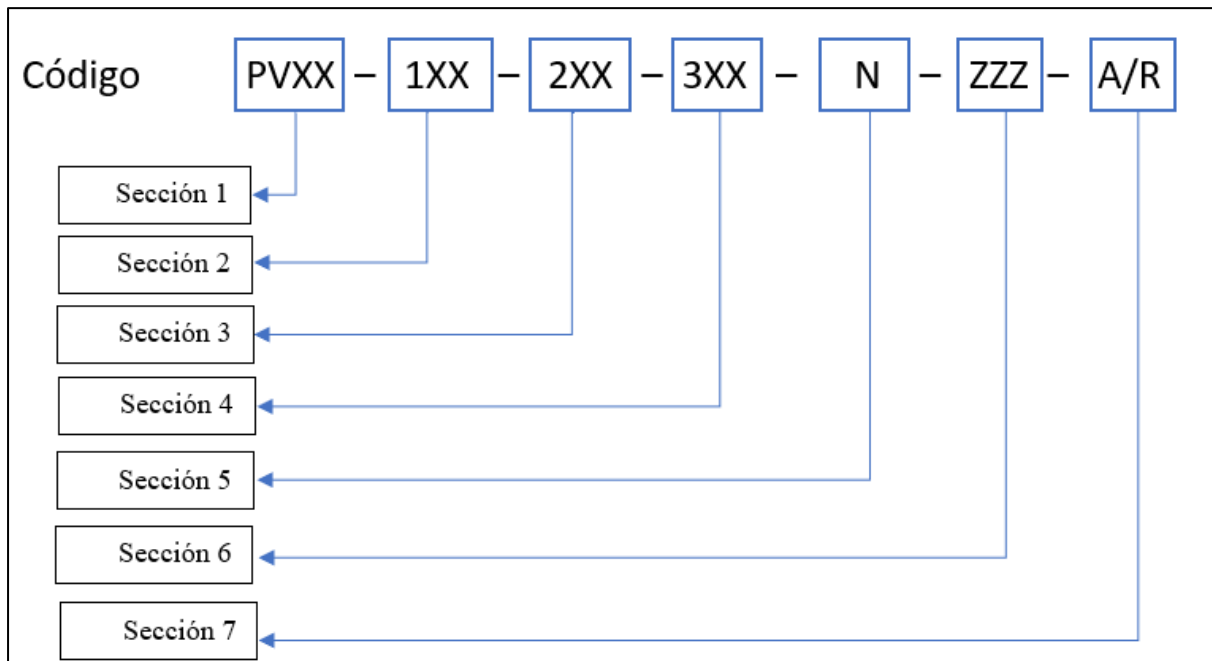 Código PVXX – 1XX – 2XX – 3XX – N – ZZZ – A/R
Sección 1
Sección 2
Sección 3
Sección 4
Sección 5
Sección 6
Sección 7